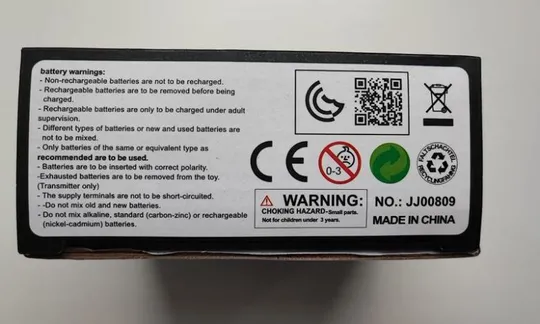 battery warnings:
- Non-rechargeable batteries are not to be recharged.
- Rechargeable batteries are to be removed before being
charged.
- Rechargeable batteries are only to be charged under adult
supervision.
- Different types of batteries or new and used batteries are
not to be mixed.
- Only batteries of the same or equivalent type as
recommended are to be used.
- Batteries are to be inserted with correct polarity.
-Exhausted batteries are to be removed from the toy.
(Transmitter only)
- The supply terminals are not to be short-circuited.
- -Do not mix old and new batteries.
- Do not mix alkaline, standard (carbon-zinc) or rechargeable
(nickel-cadmium) batteries.
CE
0-3
FALTSCHACHTEL
RECYCLINGFÄHIG
WARNING:
CHOKING HAZARD-Small parts.
Not for children under 3 years.
NO.: JJ00809
MADE IN CHINA